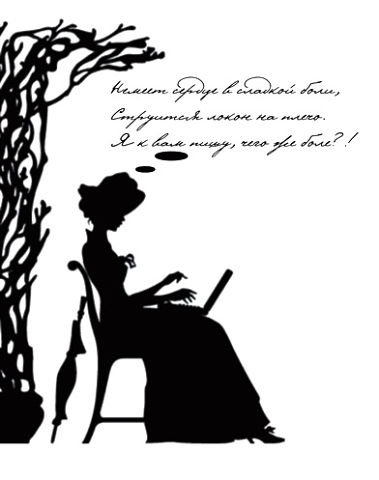 Немеет сердце в сладкой боли,
Струится локон на плечо.
Я к вам пишу, чего же боле?!